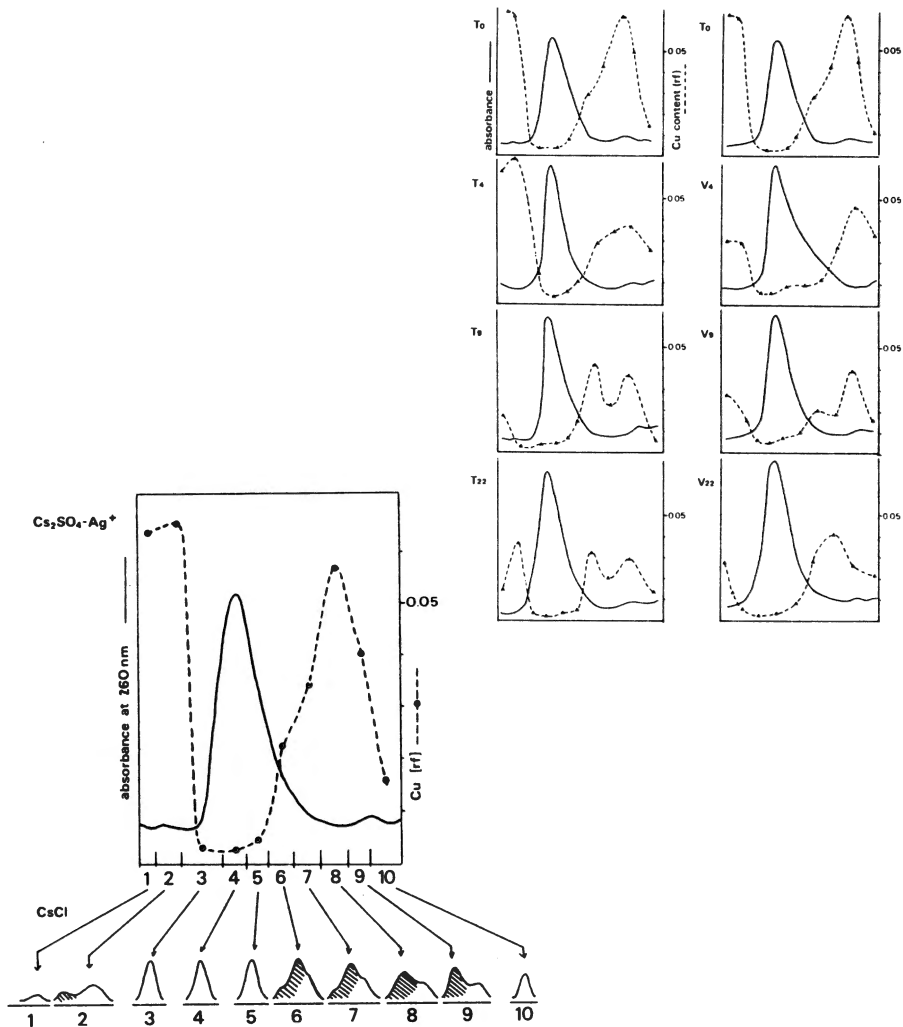 T0
T0
0.05
0.05
absorbance
Cu content (rf)
T4
V4
0.05
0.05
T9
V9
0.05
0.05
T22
V22
0.05
0.05
Cs2SO4-Ag+
0.05
absorbance at 260 nm
Cu (rf)
1 2 3 4 5 6 7 8 9 10
CsCl
1 2 3 4 5 6 7 8 9 10